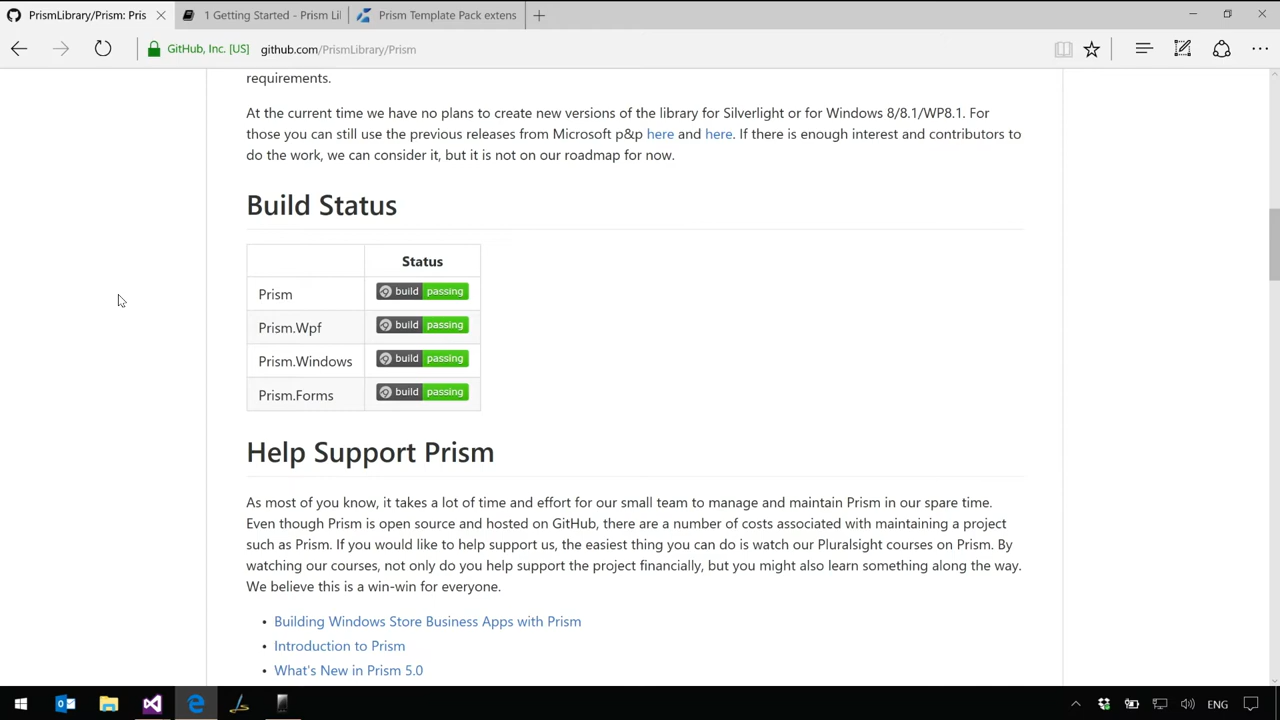 PrismLibrary/Prism: Pris
1 Getting Started - Prism Li
Prism Template Pack extens
GitHub, Inc. [US]
github.com/PrismLibrary/Prism
requirements.
At the current time we have no plans to create new versions of the library for Silverlight or for Windows 8/8.1/WP8.1. For
those you can still use the previous releases from Microsoft p&p here and here. If there is enough interest and contributors to
do the work, we can consider it, but it is not on our roadmap for now.
Build Status
Status
Prism build passing
Prism.Wpf build passing
Prism.Windows build passing
Prism.Forms build passing
Help Support Prism
As most of you know, it takes a lot of time and effort for our small team to manage and maintain Prism in our spare time.
Even though Prism is open source and hosted on GitHub, there are a number of costs associated with maintaining a project
such as Prism. If you would like to help support us, the easiest thing you can do is watch our Pluralsight courses on Prism. By
watching our courses, not only do you help support the project financially, but you might also learn something along the way.
We believe this is a win-win for everyone.
• Building Windows Store Business Apps with Prism
• Introduction to Prism
• What's New in Prism 5.0
ENG